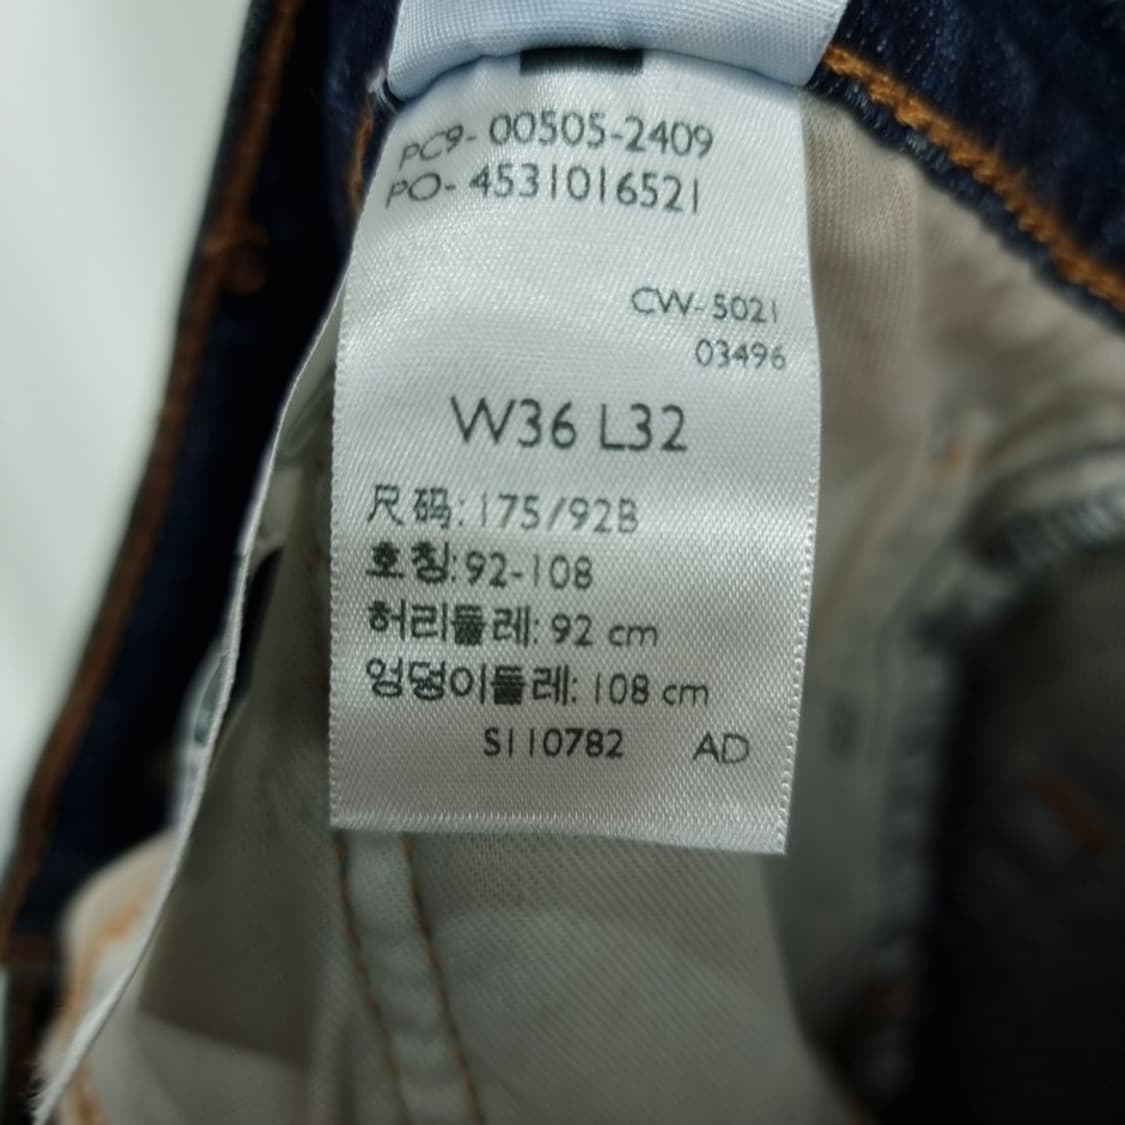 PC9- 00505-2409
PO- 4531016521
CW- 5021
03496
W36 L32
尺码: 175/92B
호칭: 92-108
허리둘레: 92 cm
엉덩이둘레: 108 cm
S110782 AD